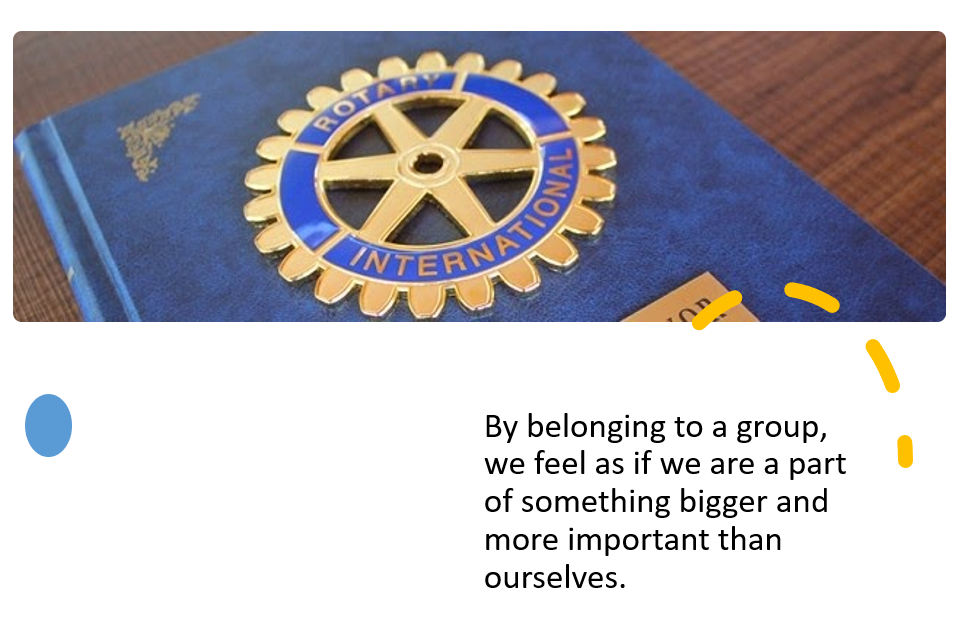 ROTARY
INTERNATIONAL
By belonging to a group,
we feel as if we are a part
of something bigger and
more important than
ourselves.